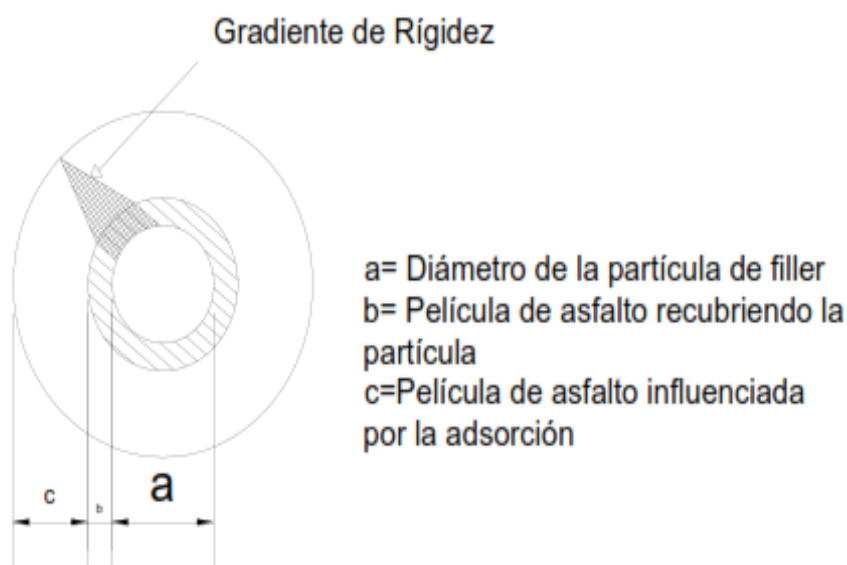 Gradiente de Rígidez
a= Diámetro de la partícula de filler
b= Película de asfalto recubriendo la
partícula
c=Película de asfalto influenciada
por la adsorción
c
b
a